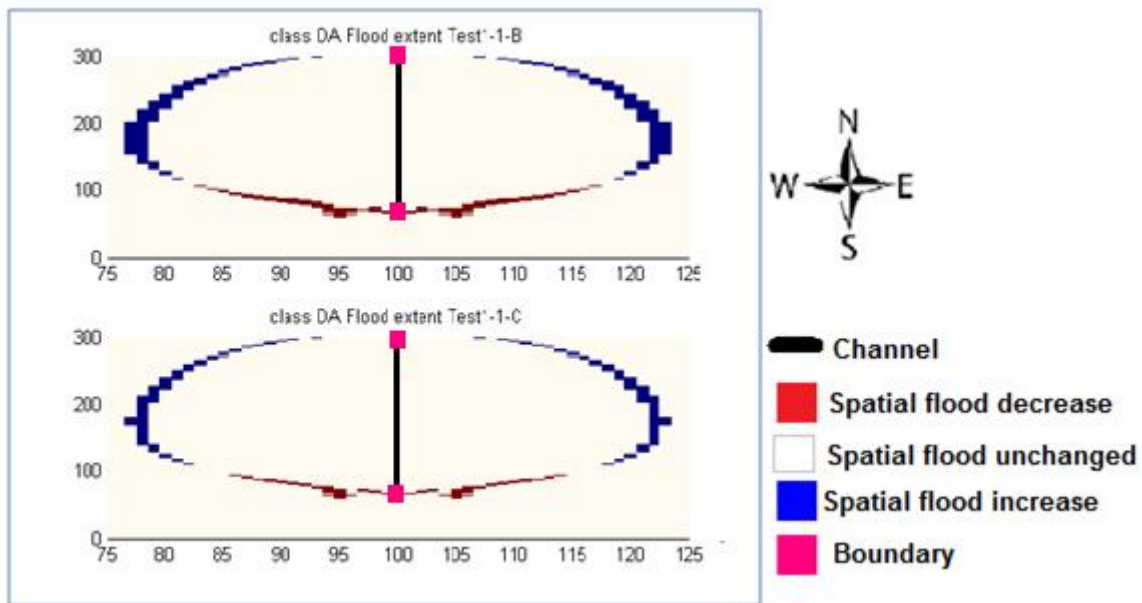 class DA Flood extent Test'-1-B
300
200
100
0
75 80 85 90 95 100 105 110 115 120 125
class DA Flood extent Test'-1-C
300
200
100
0
75 80 85 90 95 100 105 110 115 120 125
N
W E
S
Channel
Spatial flood decrease
Spatial flood unchanged
Spatial flood increase
Boundary